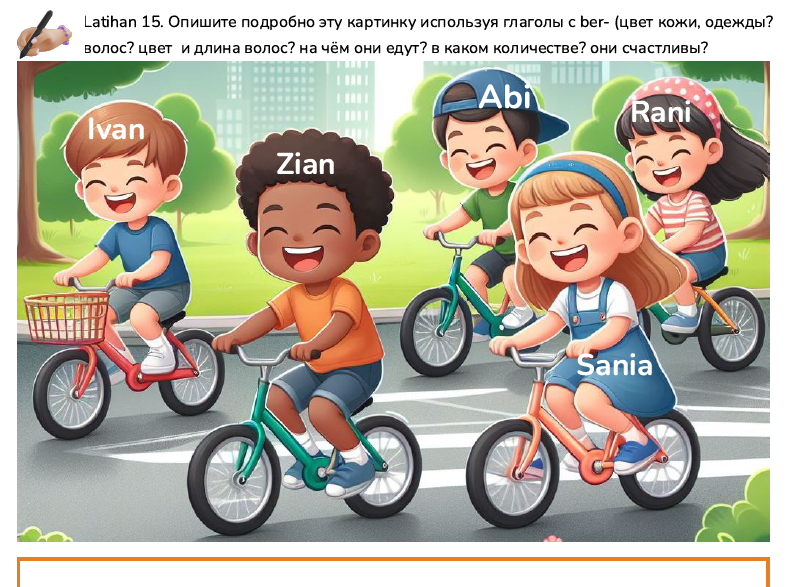 Latihan 15. Опишите подробно эту картинку используя глаголы с ber- (цвет кожи, одежды?
волос? цвет и длина волос? на чём они едут? в каком количестве? они счастливы?
Ivan
Zian
Abi
Rani
Sania